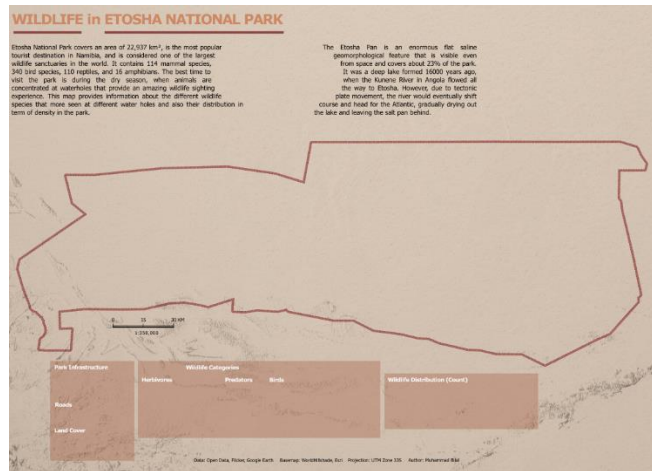 WILDLIFE in ETOSHA NATIONAL PARK
Etosha National Park covers an area of 22,937 km², is the most popular
tourist destination in Namibia, and is considered one of the largest
wildlife sanctuaries in the world. It contains 114 mammal species,
340 bird species, 110 reptiles, and 16 amphibians. The best time to
visit the park is during the dry season, when animals are
concentrated at waterholes that provide an amazing wildlife sighting
experience. This map provides information about the different wildlife
species that more seen at different water holes and also their distribution in
term of density in the park.
The Etosha Pan is an enormous flat saline
geomorphological feature that is visible even
from space and covers about 23% of the park.
It was a deep lake formed 16000 years ago,
when the Kunene River in Angola flowed all
the way to Etosha. However, due to tectonic
plate movement, the river would eventually shift
course and head for the Atlantic, gradually drying out
the lake and leaving the salt pan behind.
0 15 30 KM
Park Infrastructure
Roads
Land Cover
Wildlife Categories
Herbivores Predators Birds
Wildlife Distribution (Count)
Data: Open Data, Flicker, Google Earth Basemap: WorldHillshade, Esri Projection: UTM Zone 33S Author: Muhammad Bilal